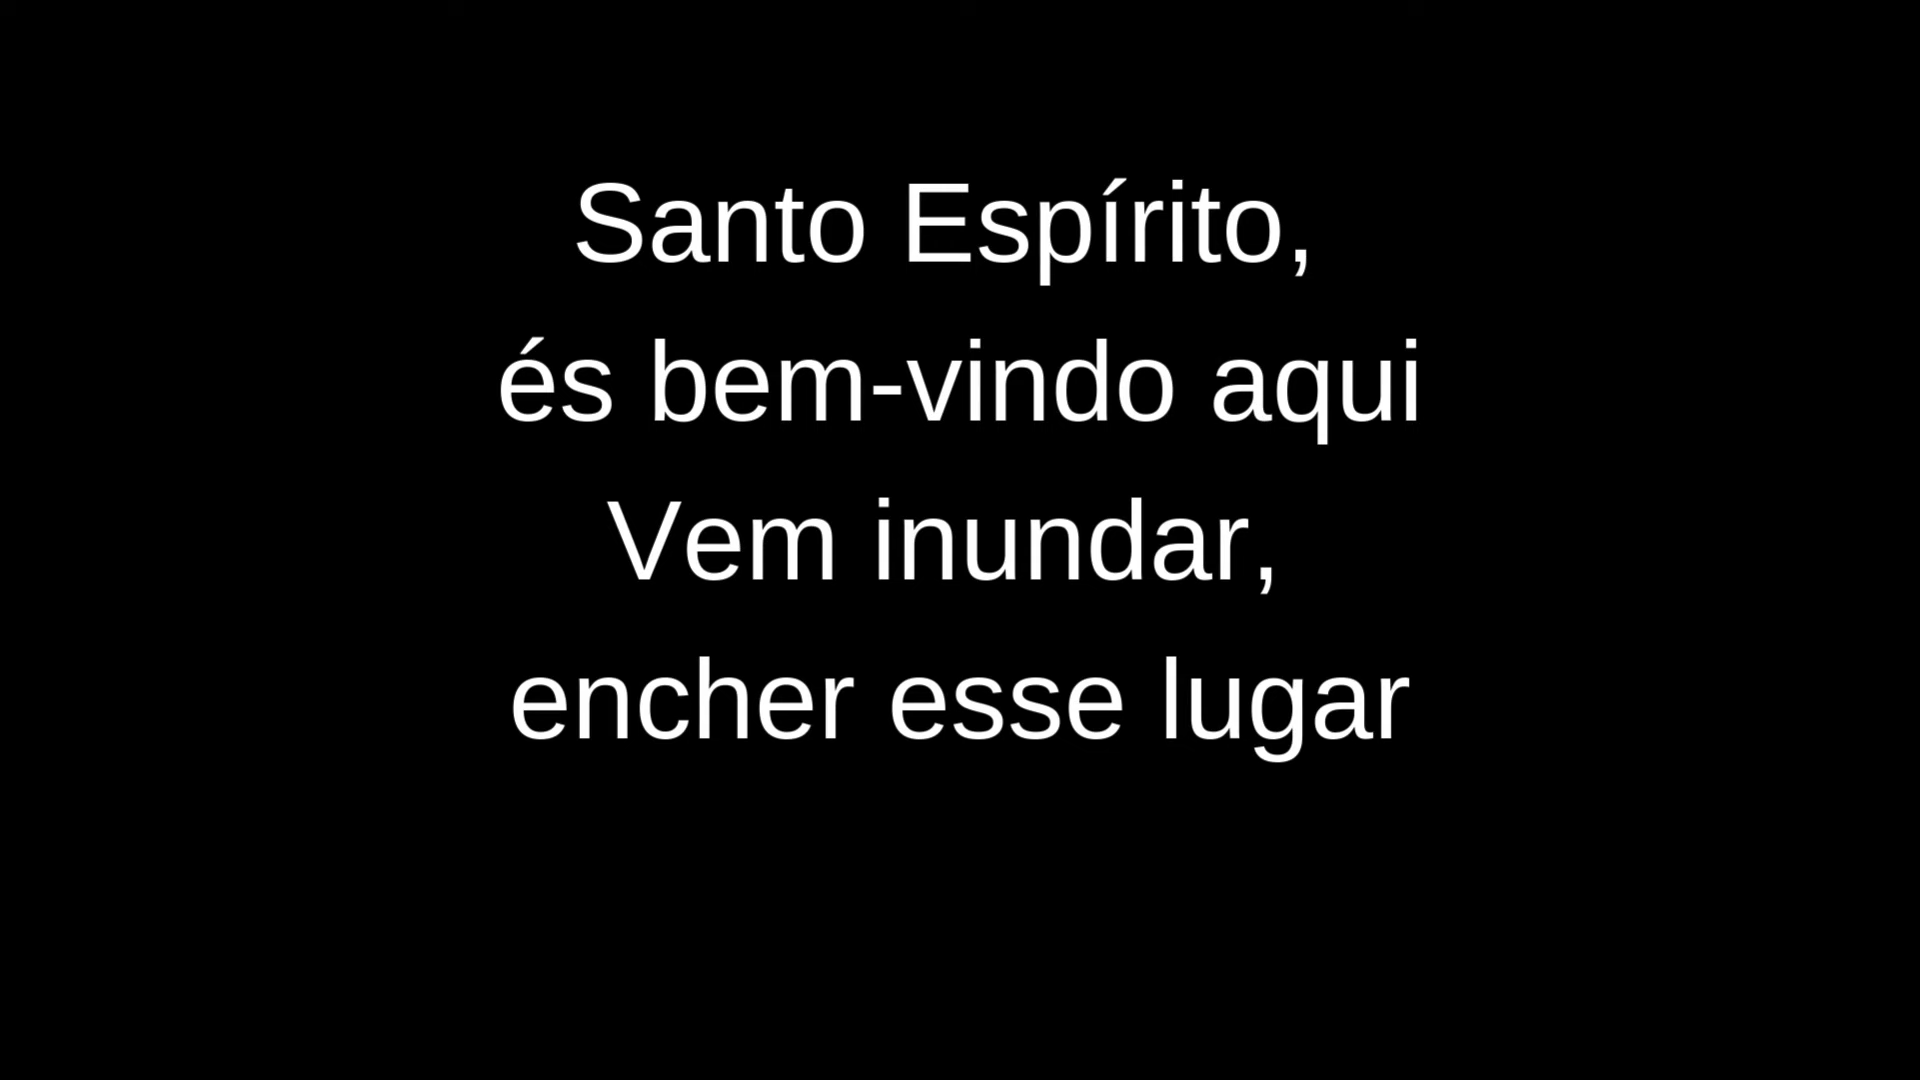 Santo Espírito,
és bem-vindo aqui
Vem inundar,
encher esse lugar